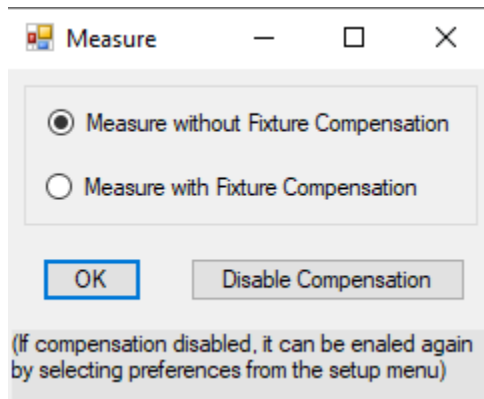 Measure
Measure without Fixture Compensation
Measure with Fixture Compensation
OK
Disable Compensation
(If compensation disabled, it can be enaled again
by selecting preferences from the setup menu)